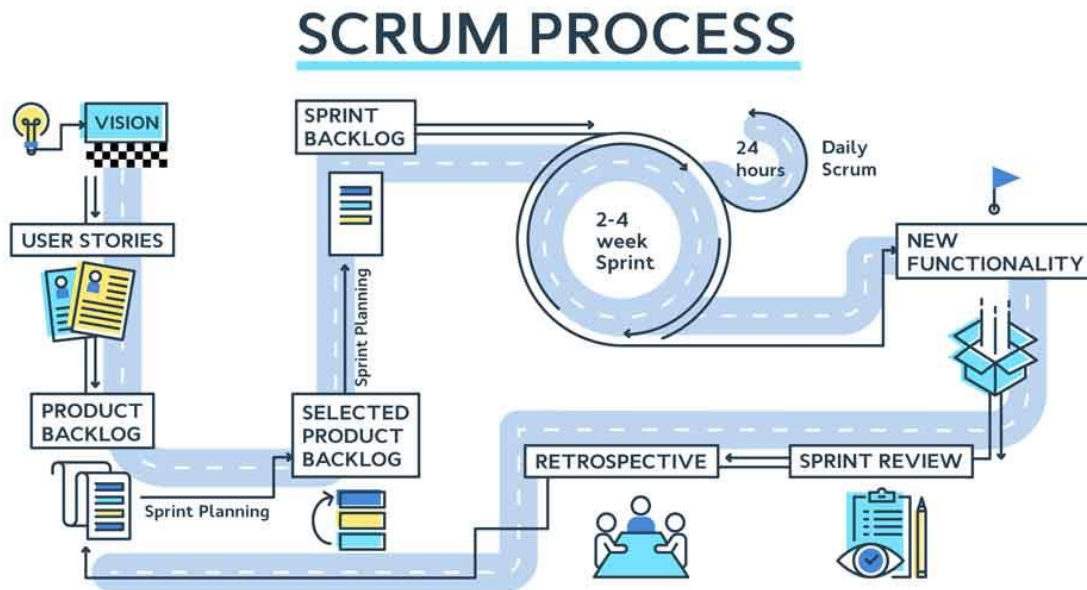 SCRUM PROCESS
VISION
USER STORIES
PRODUCT
BACKLOG
Sprint Planning
SELECTED
PRODUCT
BACKLOG
Sprint Planning
SPRINT
BACKLOG
2-4
week
Sprint
24
hours
Daily
Scrum
NEW
FUNCTIONALITY
SPRINT REVIEW
RETROSPECTIVE